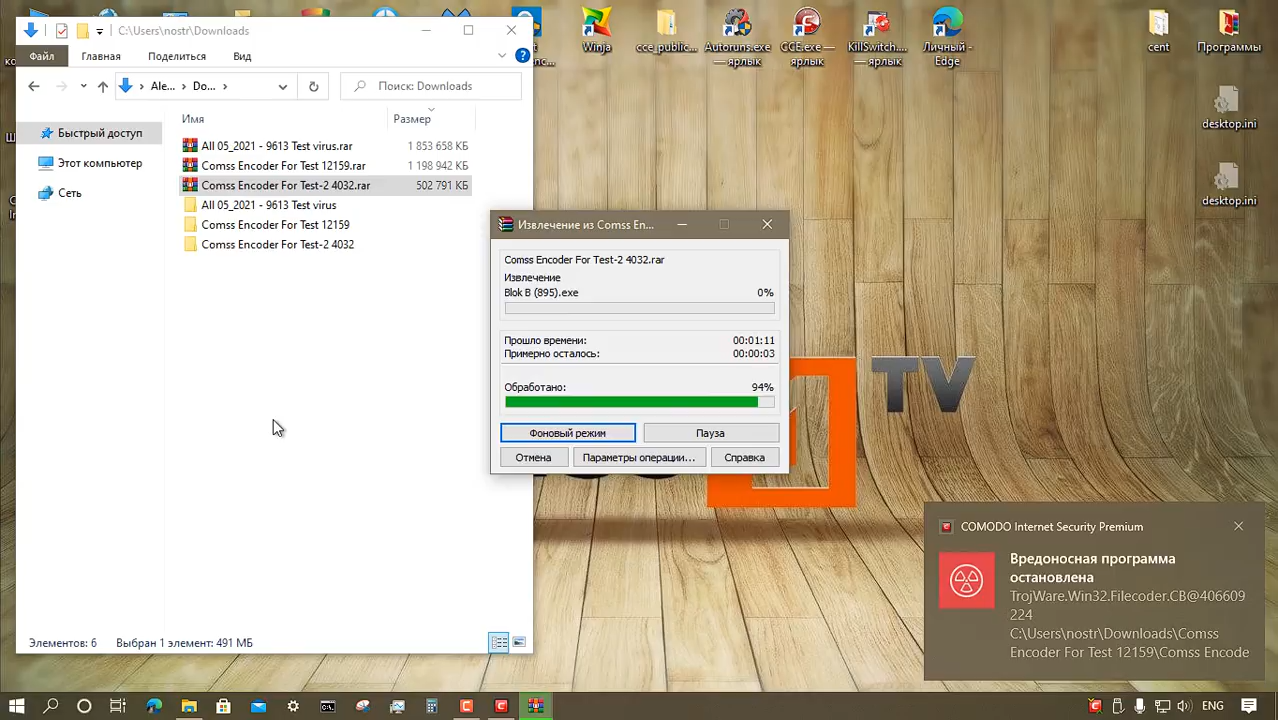 C:\Users\nostr\Downloads
Файл
Главная
Поделиться
Вид
Ale...
Do...
Поиск: Downloads
Имя
Размер
Быстрый доступ
Этот компьютер
Сеть
All 05_2021 - 9613 Test virus.rar
1 853 658 КБ
Comss Encoder For Test 12159.rar
1 198 942 КБ
Comss Encoder For Test-2 4032.rar
502 791 КБ
All 05_2021 - 9613 Test virus
Comss Encoder For Test 12159
Comss Encoder For Test-2 4032
Элементов: 6
Выбран 1 элемент: 491 МБ
Winja
cce_public...
Autoruns.exe
— ярлык
CCE.exe —
ярлык
KillSwitch....
— ярлык
Личный -
Edge
cent
Программы
desktop.ini
desktop.ini
Извлечение из Comss En...
Comss Encoder For Test-2 4032.rar
Извлечение
Blok B (895).exe
0%
Прошло времени:
00:01:11
Примерно осталось:
00:00:03
Обработано:
94%
Фоновый режим
Пауза
Отмена
Параметры операции...
Справка
TV
COMODO Internet Security Premium
Вредоносная программа
остановлена
TrojWare.Win32.Filecoder.CB@406609
224
C:\Users\nostr\Downloads\Comss
Encoder For Test 12159\Comss Encode
ENG